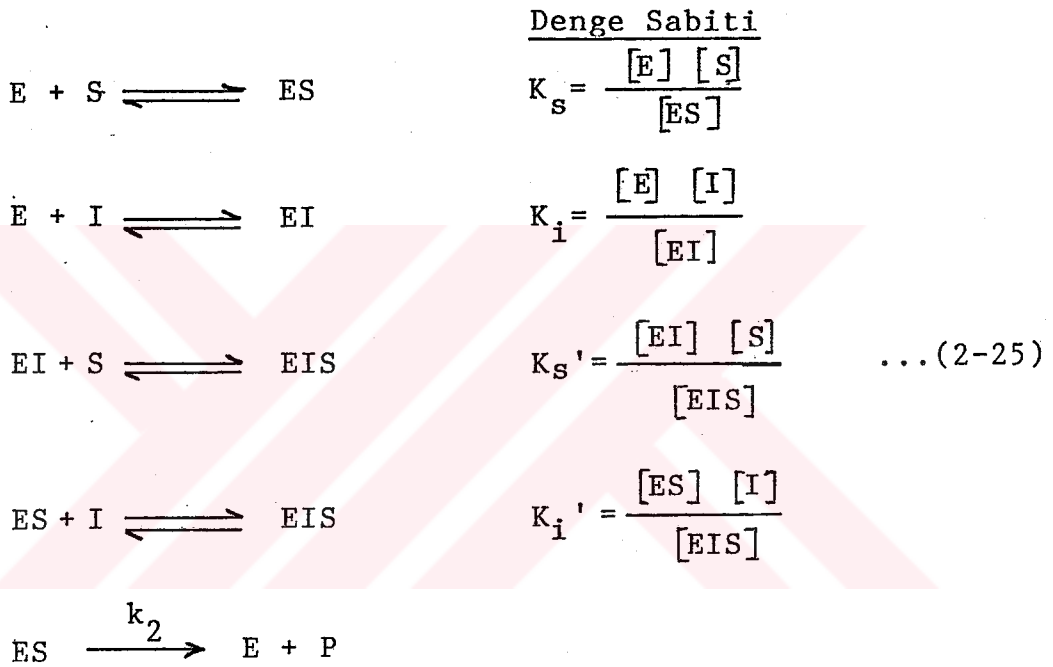 Denge Sabiti
E + S ⇌ ES K_s = [E] [S] / [ES]
E + I ⇌ EI K_i = [E] [I] / [EI]
EI + S ⇌ EIS K_s' = [EI] [S] / [EIS] ...(2-25)
ES + I ⇌ EIS K_i' = [ES] [I] / [EIS]
ES —k_2→ E + P